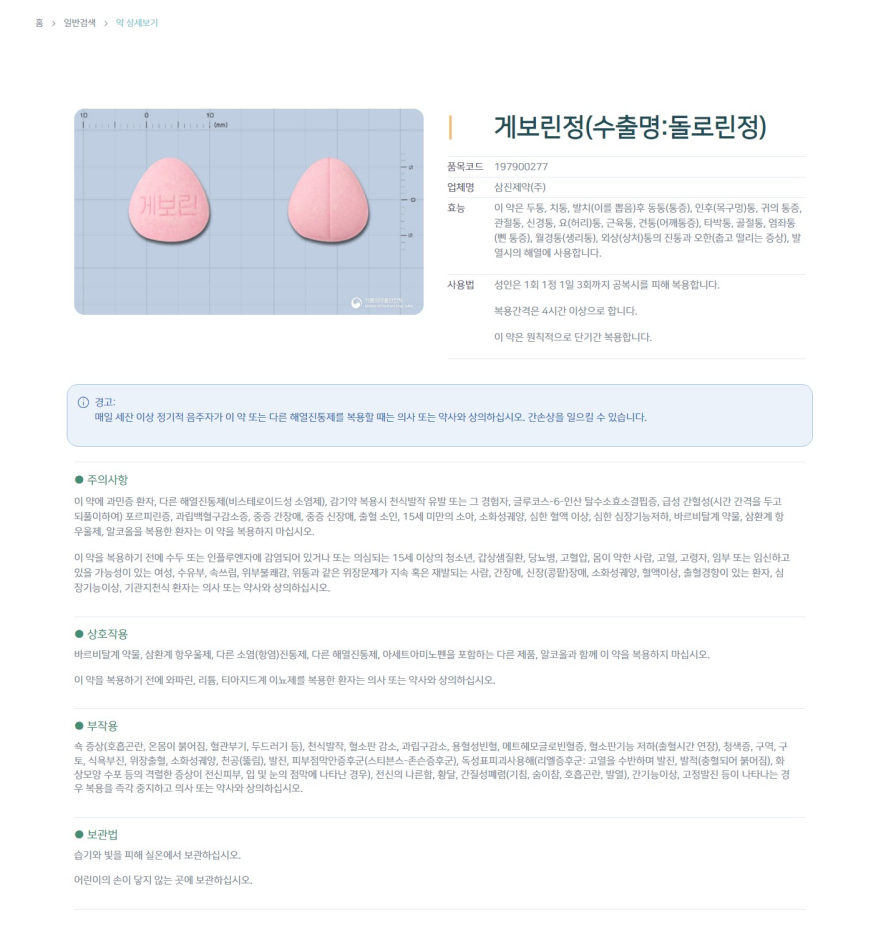 홈 > 일반검색 > 약 상세보기
10 0 10
(mm)
게보린
5
0
5
게보린정(수출명:돌로린정)
품목코드 197900277
업체명 삼진제약(주)
효능 이 약은 두통, 치통, 발치(이를 뽑음)후 동통(통증), 인후(목구멍)통, 귀의 통증,
관절통, 신경통, 요(허리)통, 근육통, 견통(어깨통증), 타박통, 골절통, 염좌통
(삔 통증), 월경통(생리통), 외상(상처)통의 진통과 오한(춥고 떨리는 증상), 발
열시의 해열에 사용합니다.
사용법 성인은 1회 1정 1일 3회까지 공복시를 피해 복용합니다.
복용간격은 4시간 이상으로 합니다.
이 약은 원칙적으로 단기간 복용합니다.
경고:
매일 세잔 이상 정기적 음주자가 이 약 또는 다른 해열진통제를 복용할 때는 의사 또는 약사와 상의하십시오. 간손상을 일으킬 수 있습니다.
● 주의사항
이 약에 과민증 환자, 다른 해열진통제(비스테로이드성 소염제), 감기약 복용시 천식발작 유발 또는 그 경험자, 글루코스-6-인산 탈수소효소결핍증, 급성 간헐성(시간 간격을 두고
되풀이하여) 포르피린증, 과립백혈구감소증, 중증 간장애, 중증 신장애, 출혈 소인, 15세 미만의 소아, 소화성궤양, 심한 혈액 이상, 심한 심장기능저하, 바르비탈계 약물, 삼환계 항
우울제, 알코올을 복용한 환자는 이 약을 복용하지 마십시오.
이 약을 복용하기 전에 수두 또는 인플루엔자에 감염되어 있거나 또는 의심되는 15세 이상의 청소년, 갑상샘질환, 당뇨병, 고혈압, 몸이 약한 사람, 고열, 고령자, 임부 또는 임신하고
있을 가능성이 있는 여성, 수유부, 속쓰림, 위부불쾌감, 위통과 같은 위장문제가 지속 혹은 재발되는 사람, 간장애, 신장(콩팥)장애, 소화성궤양, 혈액이상, 출혈경향이 있는 환자, 심
장기능이상, 기관지천식 환자는 의사 또는 약사와 상의하십시오.
● 상호작용
바르비탈계 약물, 삼환계 항우울제, 다른 소염(항염)진통제, 다른 해열진통제, 아세트아미노펜을 포함하는 다른 제품, 알코올과 함께 이 약을 복용하지 마십시오.
이 약을 복용하기 전에 와파린, 리튬, 티아지드계 이뇨제를 복용한 환자는 의사 또는 약사와 상의하십시오.
● 부작용
쇽 증상(호흡곤란, 온몸이 붉어짐, 혈관부기, 두드러기 등), 천식발작, 혈소판 감소, 과립구감소, 용혈성빈혈, 메트헤모글로빈혈증, 혈소판기능 저하(출혈시간 연장), 청색증, 구역, 구
토, 식욕부진, 위장출혈, 소화성궤양, 천공(뚫림), 발진, 피부점막안증후군(스티븐스-존슨증후군), 독성표피괴사용해(리엘증후군: 고열을 수반하며 발진, 발적(충혈되어 붉어짐), 화
상모양 수포 등의 격렬한 증상이 전신피부, 입 및 눈의 점막에 나타난 경우), 전신의 나른함, 황달, 간질성폐렴(기침, 숨이참, 호흡곤란, 발열), 간기능이상, 고정발진 등이 나타나는 경
우 복용을 즉각 중지하고 의사 또는 약사와 상의하십시오.
● 보관법
습기와 빛을 피해 실온에서 보관하십시오.
어린이의 손이 닿지 않는 곳에 보관하십시오.